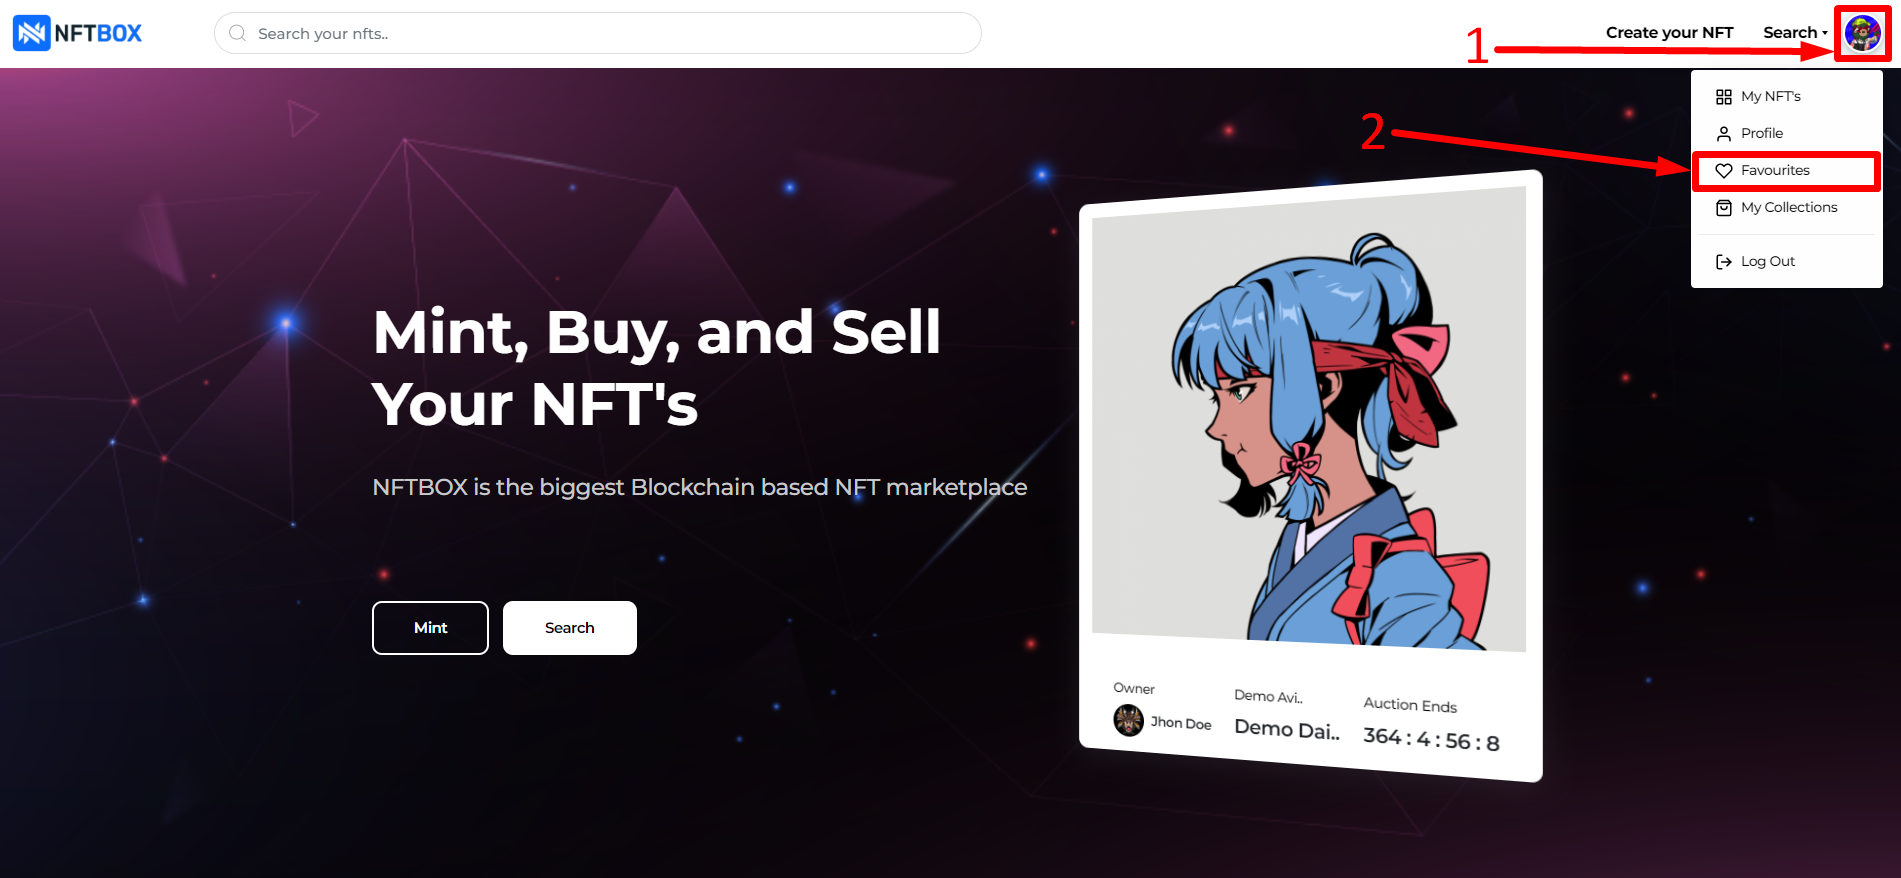 NFTBOX
Search your nfts..
Create your NFT
Search
1
My NFT's
2
Profile
Favourites
My Collections
Log Out
Mint, Buy, and Sell
Your NFT's
NFTBOX is the biggest Blockchain based NFT marketplace
Mint
Search
Owner
Jhon Doe
Demo Avi..
Demo Dai..
Auction Ends
364 : 4 : 56 : 8